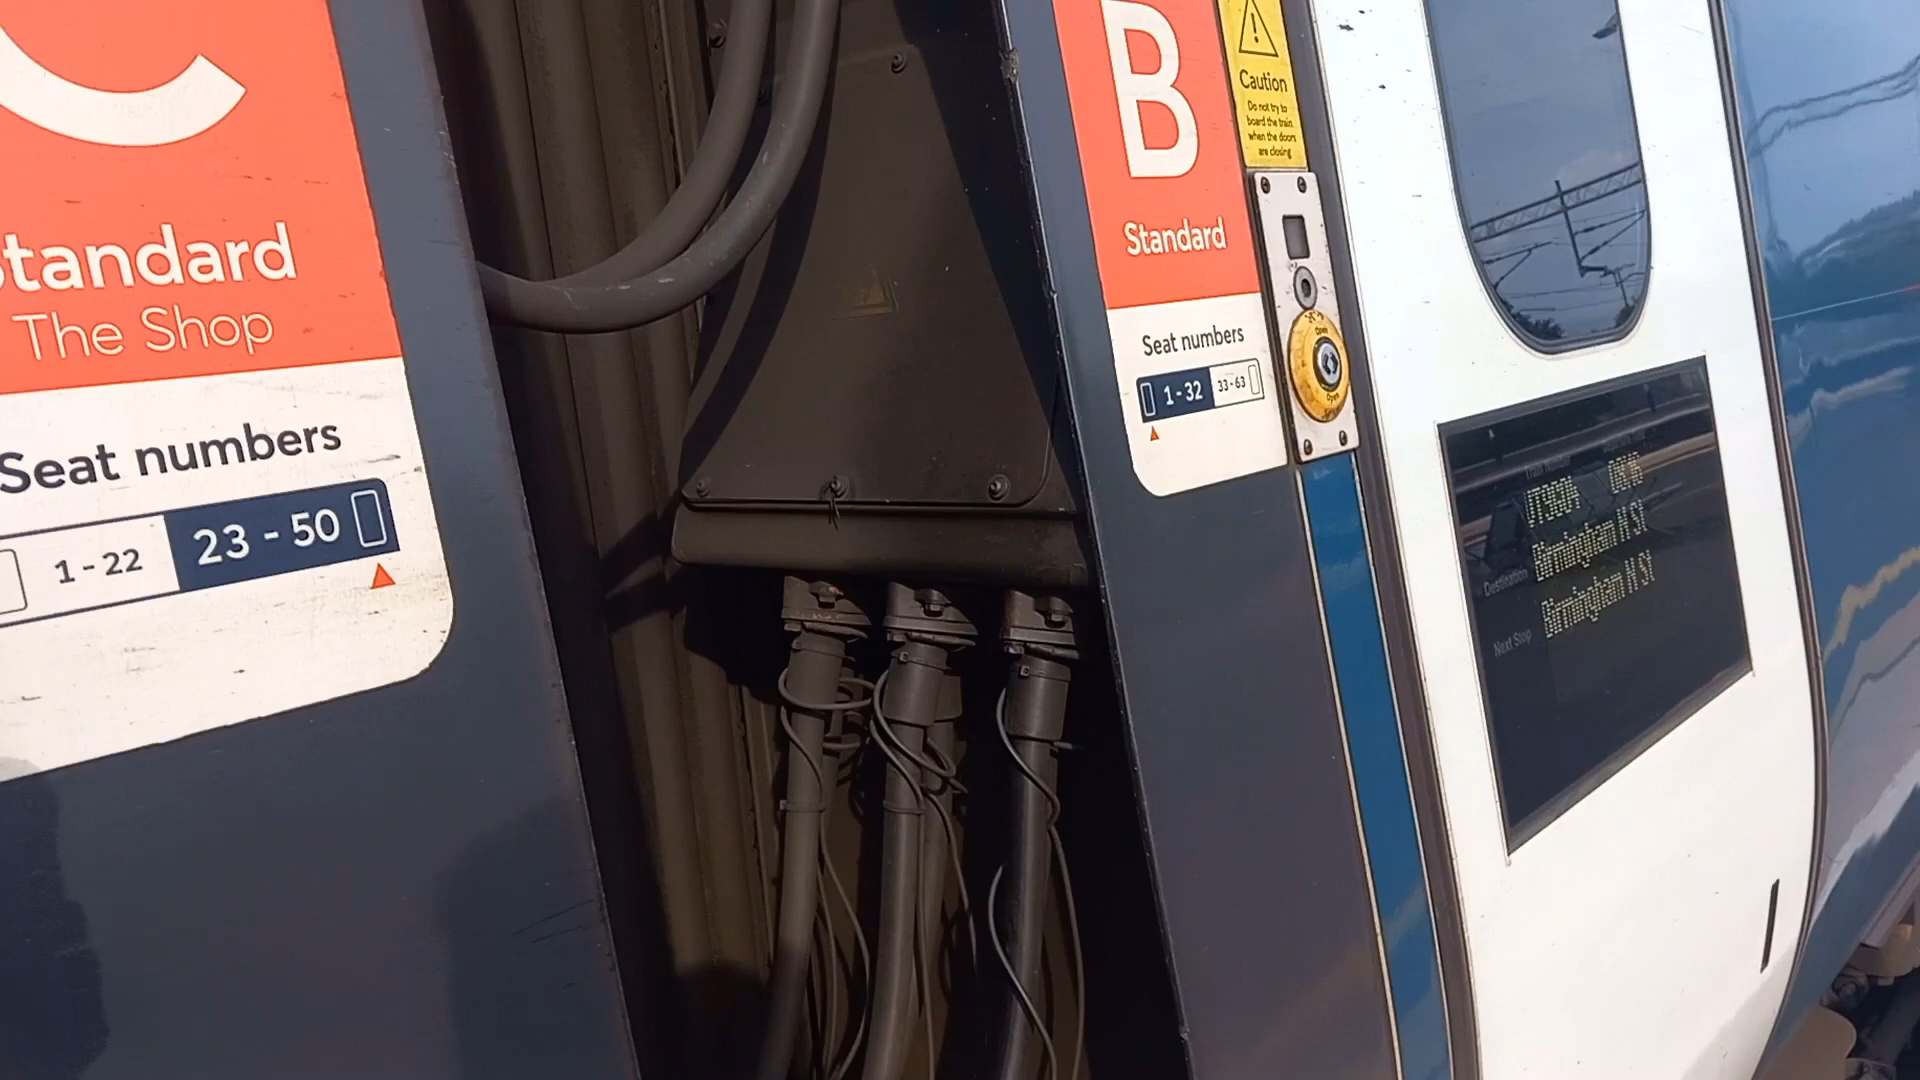 C
Standard
The Shop
Seat numbers
1 - 22
23 - 50
B
Standard
Seat numbers
1 - 32
33 - 63
Caution
Do not try to
board the train
when the doors
are closing
Open
Open
Destination
Birmingham N St
Next Stop
Birmingham N St